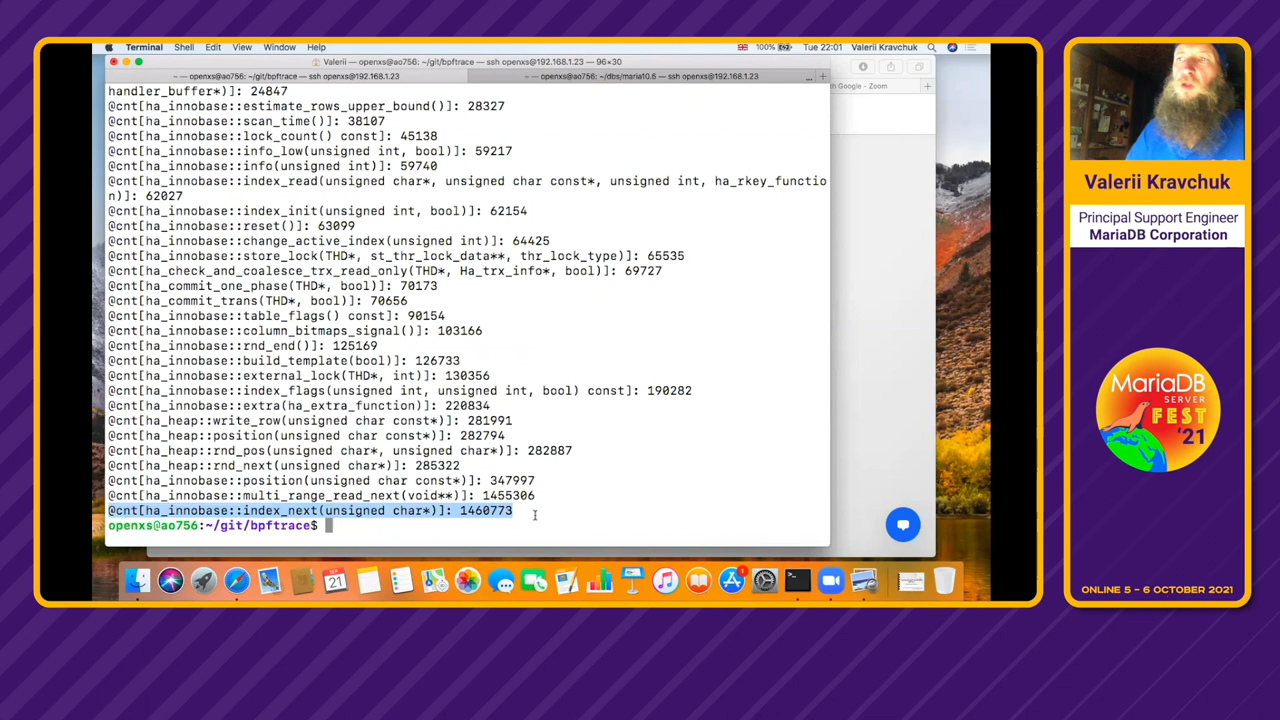 Terminal Shell Edit View Window Help
100% Tue 22:01 Valerii Kravchuk
Valerii — openxs@ao756: ~/git/bpftrace — ssh openxs@192.168.1.23 — 96×30
— openxs@ao756: ~/git/bpftrace — ssh openxs@192.168.1.23
— openxs@ao756: ~/dbs/maria10.6 — ssh openxs@192.168.1.23
... +
th Google - Zoom +
handler_buffer*)]: 24847
@cnt[ha_innobase::estimate_rows_upper_bound()]: 28327
@cnt[ha_innobase::scan_time()]: 38107
@cnt[ha_innobase::lock_count() const]: 45138
@cnt[ha_innobase::info_low(unsigned int, bool)]: 59217
@cnt[ha_innobase::info(unsigned int)]: 59740
@cnt[ha_innobase::index_read(unsigned char*, unsigned char const*, unsigned int, ha_rkey_functio
n)]: 62027
@cnt[ha_innobase::index_init(unsigned int, bool)]: 62154
@cnt[ha_innobase::reset()]: 63099
@cnt[ha_innobase::change_active_index(unsigned int)]: 64425
@cnt[ha_innobase::store_lock(THD*, st_thr_lock_data**, thr_lock_type)]: 65535
@cnt[ha_check_and_coalesce_trx_read_only(THD*, Ha_trx_info*, bool)]: 69727
@cnt[ha_commit_one_phase(THD*, bool)]: 70173
@cnt[ha_commit_trans(THD*, bool)]: 70656
@cnt[ha_innobase::table_flags() const]: 90154
@cnt[ha_innobase::column_bitmaps_signal()]: 103166
@cnt[ha_innobase::rnd_end()]: 125169
@cnt[ha_innobase::build_template(bool)]: 126733
@cnt[ha_innobase::external_lock(THD*, int)]: 130356
@cnt[ha_innobase::index_flags(unsigned int, unsigned int, bool) const]: 190282
@cnt[ha_innobase::extra(ha_extra_function)]: 220834
@cnt[ha_heap::write_row(unsigned char const*)]: 281991
@cnt[ha_heap::position(unsigned char const*)]: 282794
@cnt[ha_heap::rnd_pos(unsigned char*, unsigned char*)]: 282887
@cnt[ha_heap::rnd_next(unsigned char*)]: 285322
@cnt[ha_innobase::position(unsigned char const*)]: 347997
@cnt[ha_innobase::multi_range_read_next(void**)]: 1455306
@cnt[ha_innobase::index_next(unsigned char*)]: 1460773
openxs@ao756:~/git/bpftrace$
21
Valerii Kravchuk
Principal Support Engineer
MariaDB Corporation
MariaDB
SERVER
FEST
'21
ONLINE 5 - 6 OCTOBER 2021